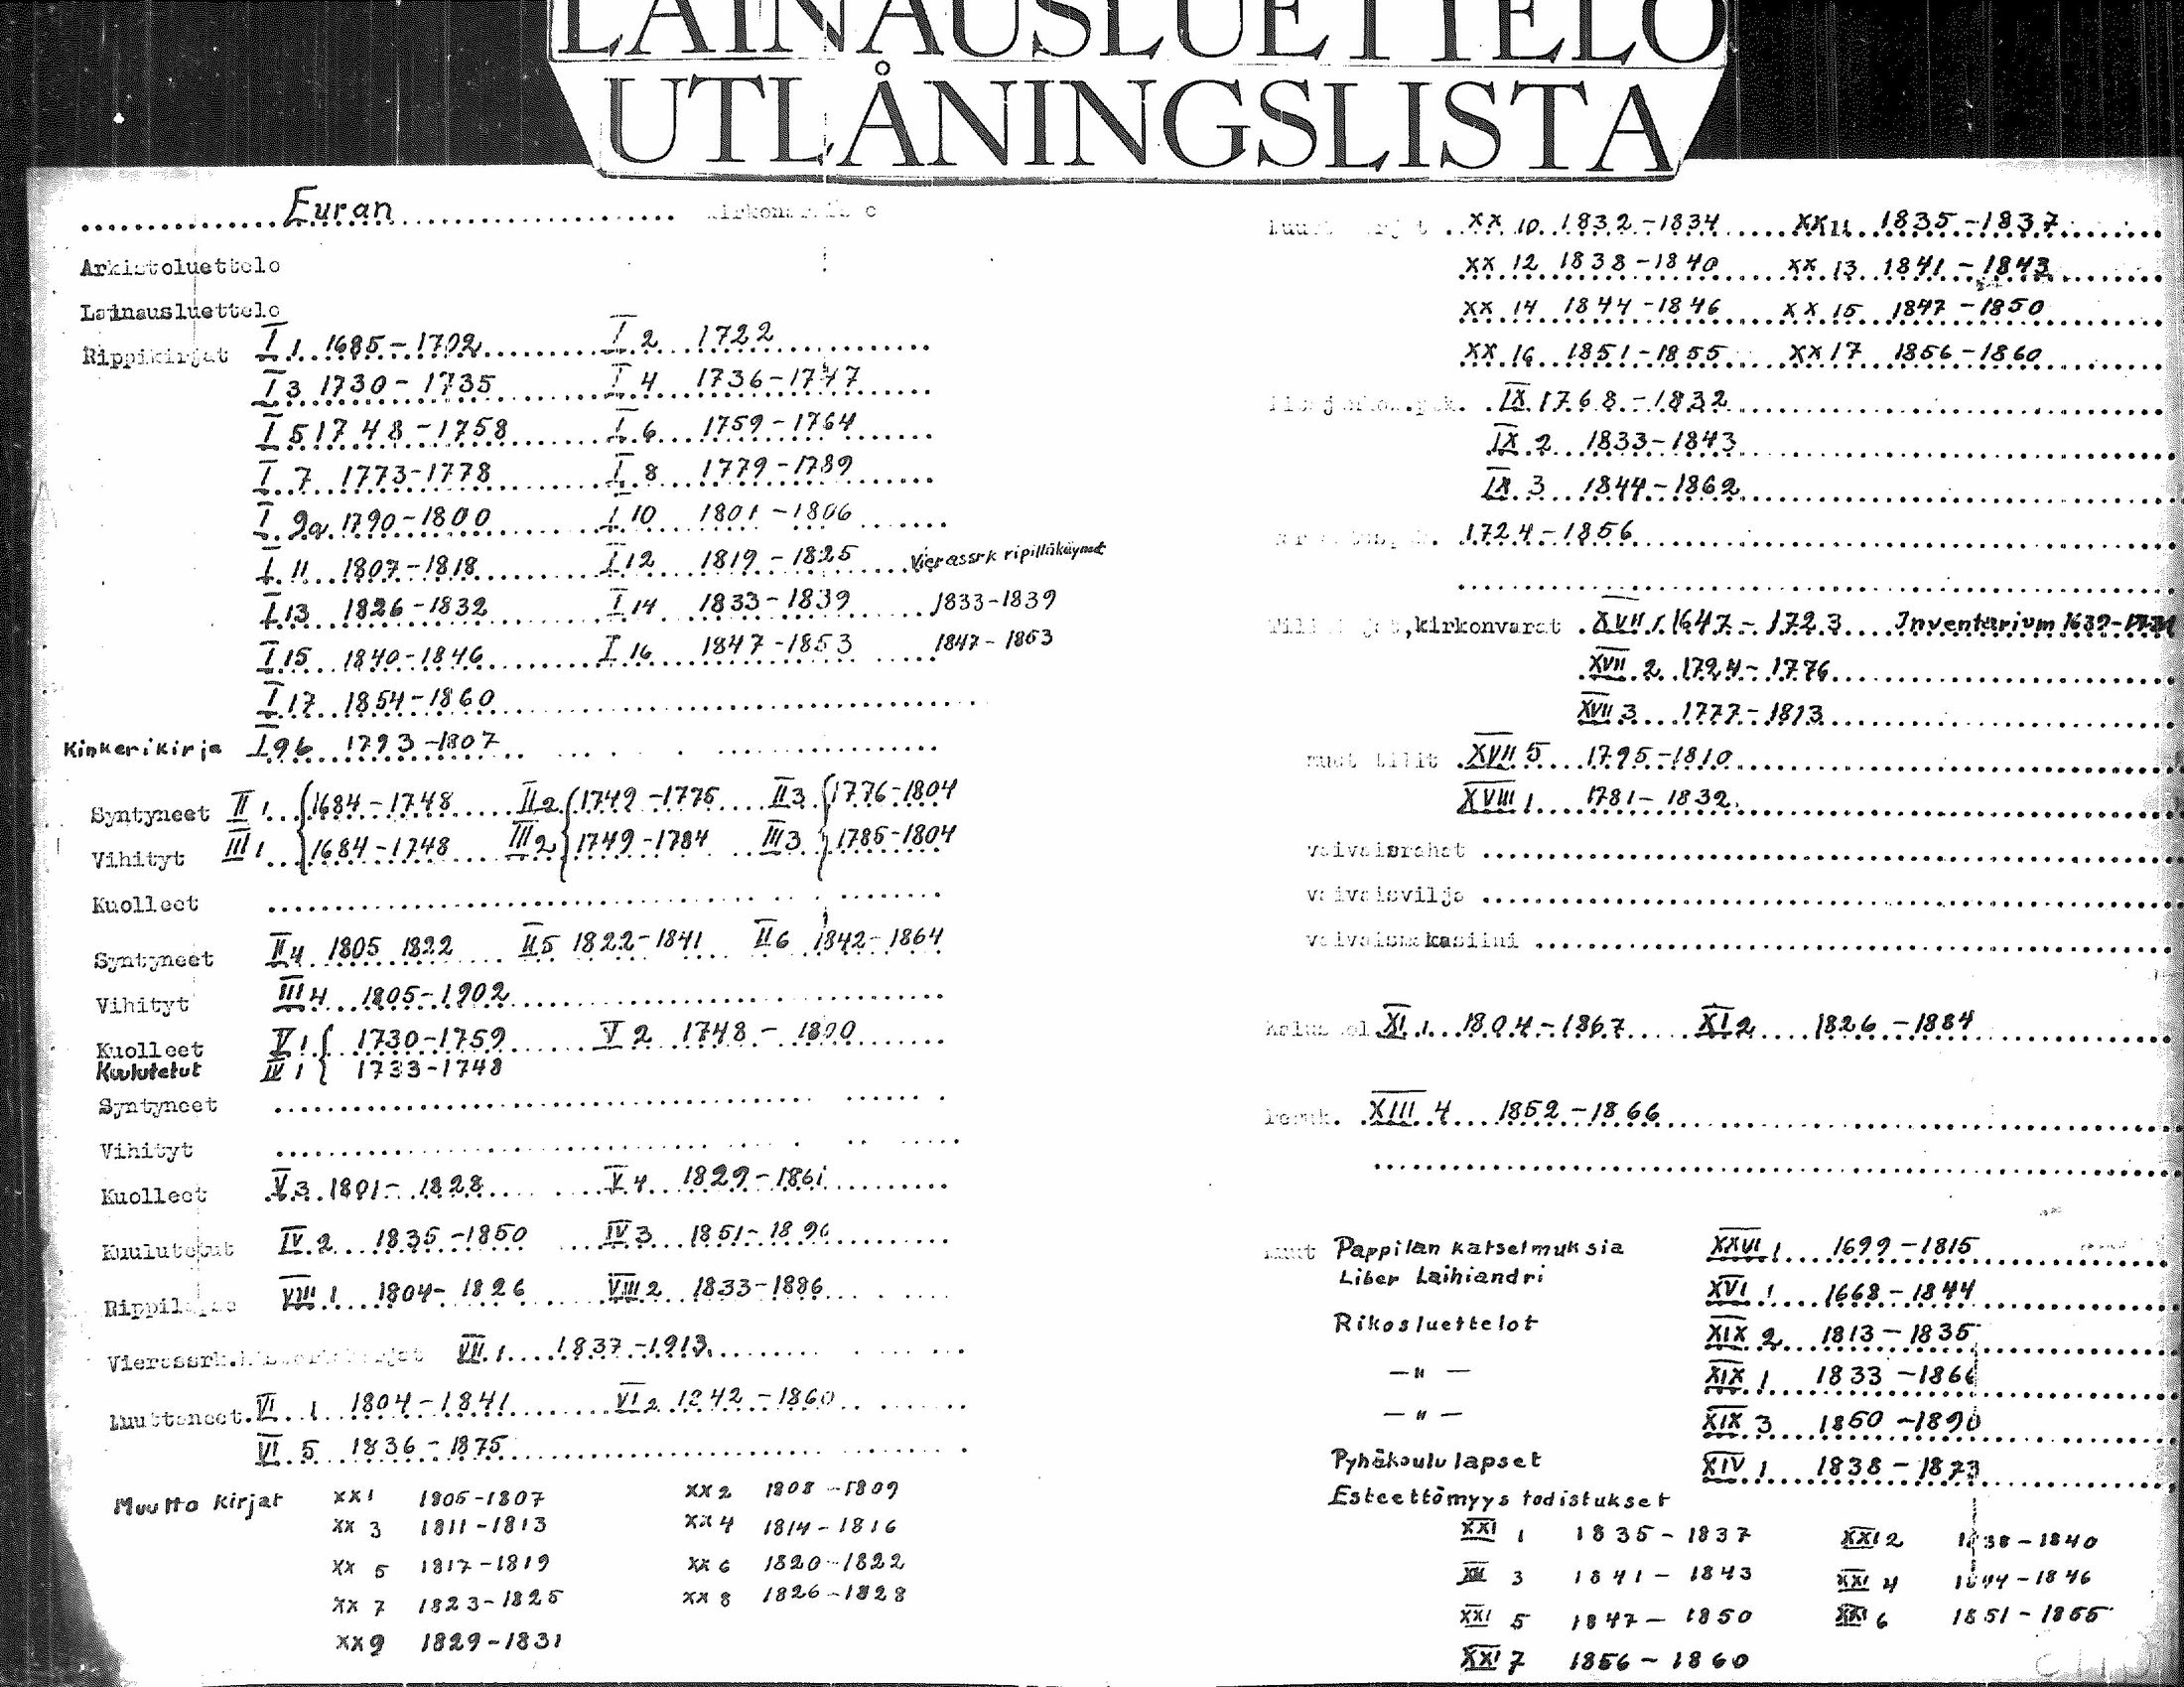 LAINAUSLUETTELO
UTLÅNINGSLISTA
Euran
Arkistoluettelo
Lainausluettelo
Rippikirjat I 1 1685-1702 I 2 1722
I 3 1730-1735 I 4 1736-1747
I 5 1748-1758 I 6 1759-1764
I 7 1773-1778 I 8 1779-1789
I 9a 1790-1800 I 10 1801-1806
I 11 1807-1818 I 12 1819-1825 Vierassrk ripilläkäyneet
I 13 1826-1832 I 14 1833-1839 1833-1839
I 15 1840-1846 I 16 1847-1853 1847-1853
I 17 1854-1860
Kinkerikirja I 9b 1793-1807
Syntyneet II 1 1684-1748 II 2 1749-1775 II 3 1776-1804
Vihityt III 1 1684-1748 III 2 1749-1784 III 3 1785-1804
Kuolleet
Syntyneet II 4 1805 1822 II 5 1822-1841 II 6 1842-1864
Vihityt III 4 1805-1902
Kuolleet V 1 1730-1759 V 2 1748-1800
Kuulutetut IV 1 1733-1748
Syntyneet
Vihityt
Kuolleet V 3 1801-1828 V 4 1829-1861
Kuulutetut IV 2 1835-1850 IV 3 1851-1896
VIII 1 1804-1826 VIII 2 1833-1886
Vierassrk. VII 1 1837-1913
Muuttaneet VI 1 1804-1841 VI 2 1842-1860
VI 5 1836-1875
Muutto kirjat XX 1 1805-1807 XX 2 1808-1809
XX 3 1811-1813 XX 4 1814-1816
XX 5 1817-1819 XX 6 1820-1822
XX 7 1823-1825 XX 8 1826-1828
XX 9 1829-1831
XX 10 1832-1834 XX 11 1835-1837
XX 12 1838-1840 XX 13 1841-1843
XX 14 1844-1846 XX 15 1847-1850
XX 16 1851-1855 XX 17 1856-1860
IX 1768-1832
IX 2 1833-1843
IX 3 1844-1862
1724-1856
kirkonvarat XVII 1 1647-1723 Inventarium
XVII 2 1724-1776
XVII 3 1777-1813
muut tilit XVII 5 1795-1810
XVIII 1 1781-1832
vaivaisrahat
vaivaisvilja
vaivaismakasiini
XI 1 1804-1867 XI 2 1826-1884
XIII 4 1852-1866
muut Pappilan katselmuksia XXVI 1 1699-1815
Liber Laihiandri XVI 1 1668-1844
Rikosluettelot XIX 2 1813-1835
-"- XIX 1 1833-1866
-"- XIX 3 1860-1890
Pyhäkoulu lapset XIV 1 1838-1873
Esteettömyys todistukset
XXI 1 1835-1837 XXI 2 1838-1840
XXI 3 1841-1843 XXI 4 1844-1846
XXI 5 1847-1850 XXI 6 1851-1855
XXI 7 1856-1860